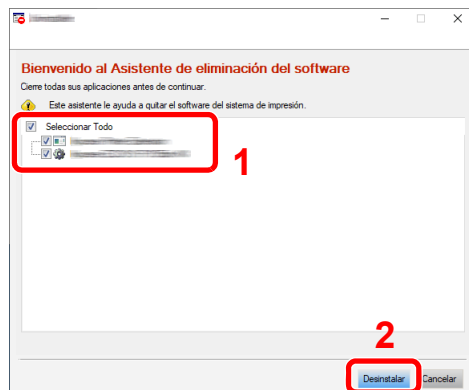 Bienvenido al Asistente de eliminación del software
Cierre todas sus aplicaciones antes de continuar.
Este asistente le ayuda a quitar el software del sistema de impresión.
Seleccionar Todo
1
2
Desinstalar Cancelar